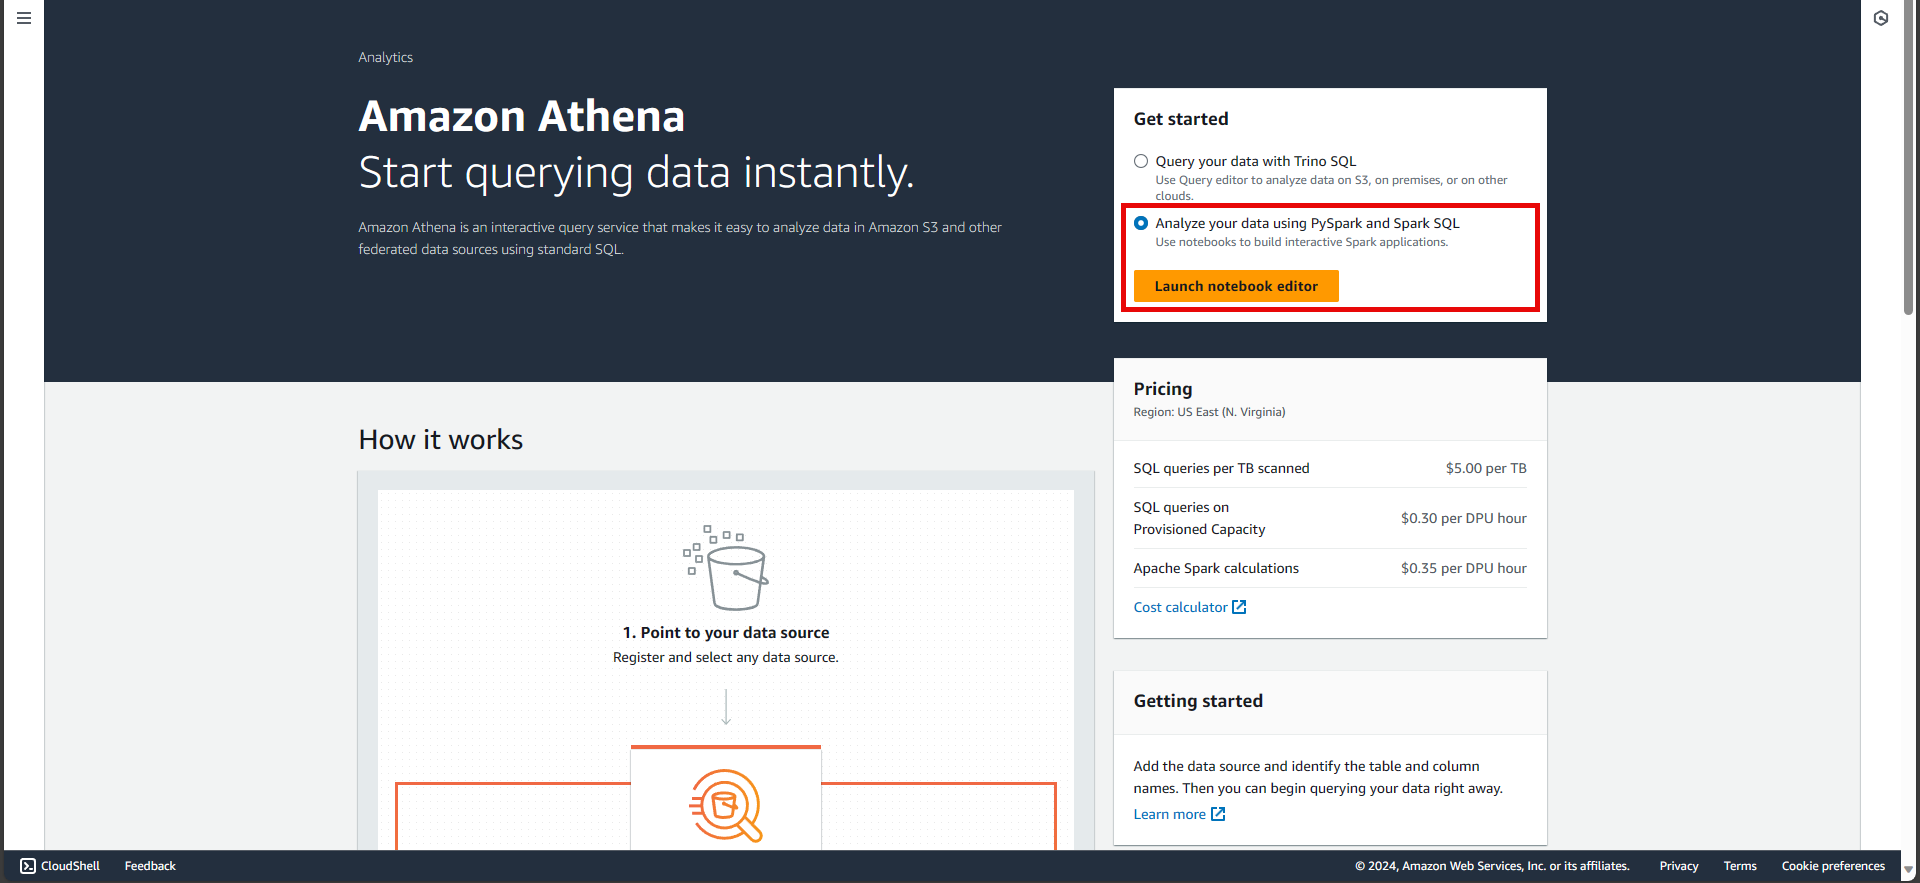 Analytics
Amazon Athena
Start querying data instantly.
Amazon Athena is an interactive query service that makes it easy to analyze data in Amazon S3 and other
federated data sources using standard SQL.
Get started
Query your data with Trino SQL
Use Query editor to analyze data on S3, on premises, or on other
clouds.
Analyze your data using PySpark and Spark SQL
Use notebooks to build interactive Spark applications.
Launch notebook editor
How it works
1. Point to your data source
Register and select any data source.
Pricing
Region: US East (N. Virginia)
SQL queries per TB scanned $5.00 per TB
SQL queries on
Provisioned Capacity $0.30 per DPU hour
Apache Spark calculations $0.35 per DPU hour
Cost calculator
Getting started
Add the data source and identify the table and column
names. Then you can begin querying your data right away.
Learn more
CloudShell Feedback © 2024, Amazon Web Services, Inc. or its affiliates. Privacy Terms Cookie preferences